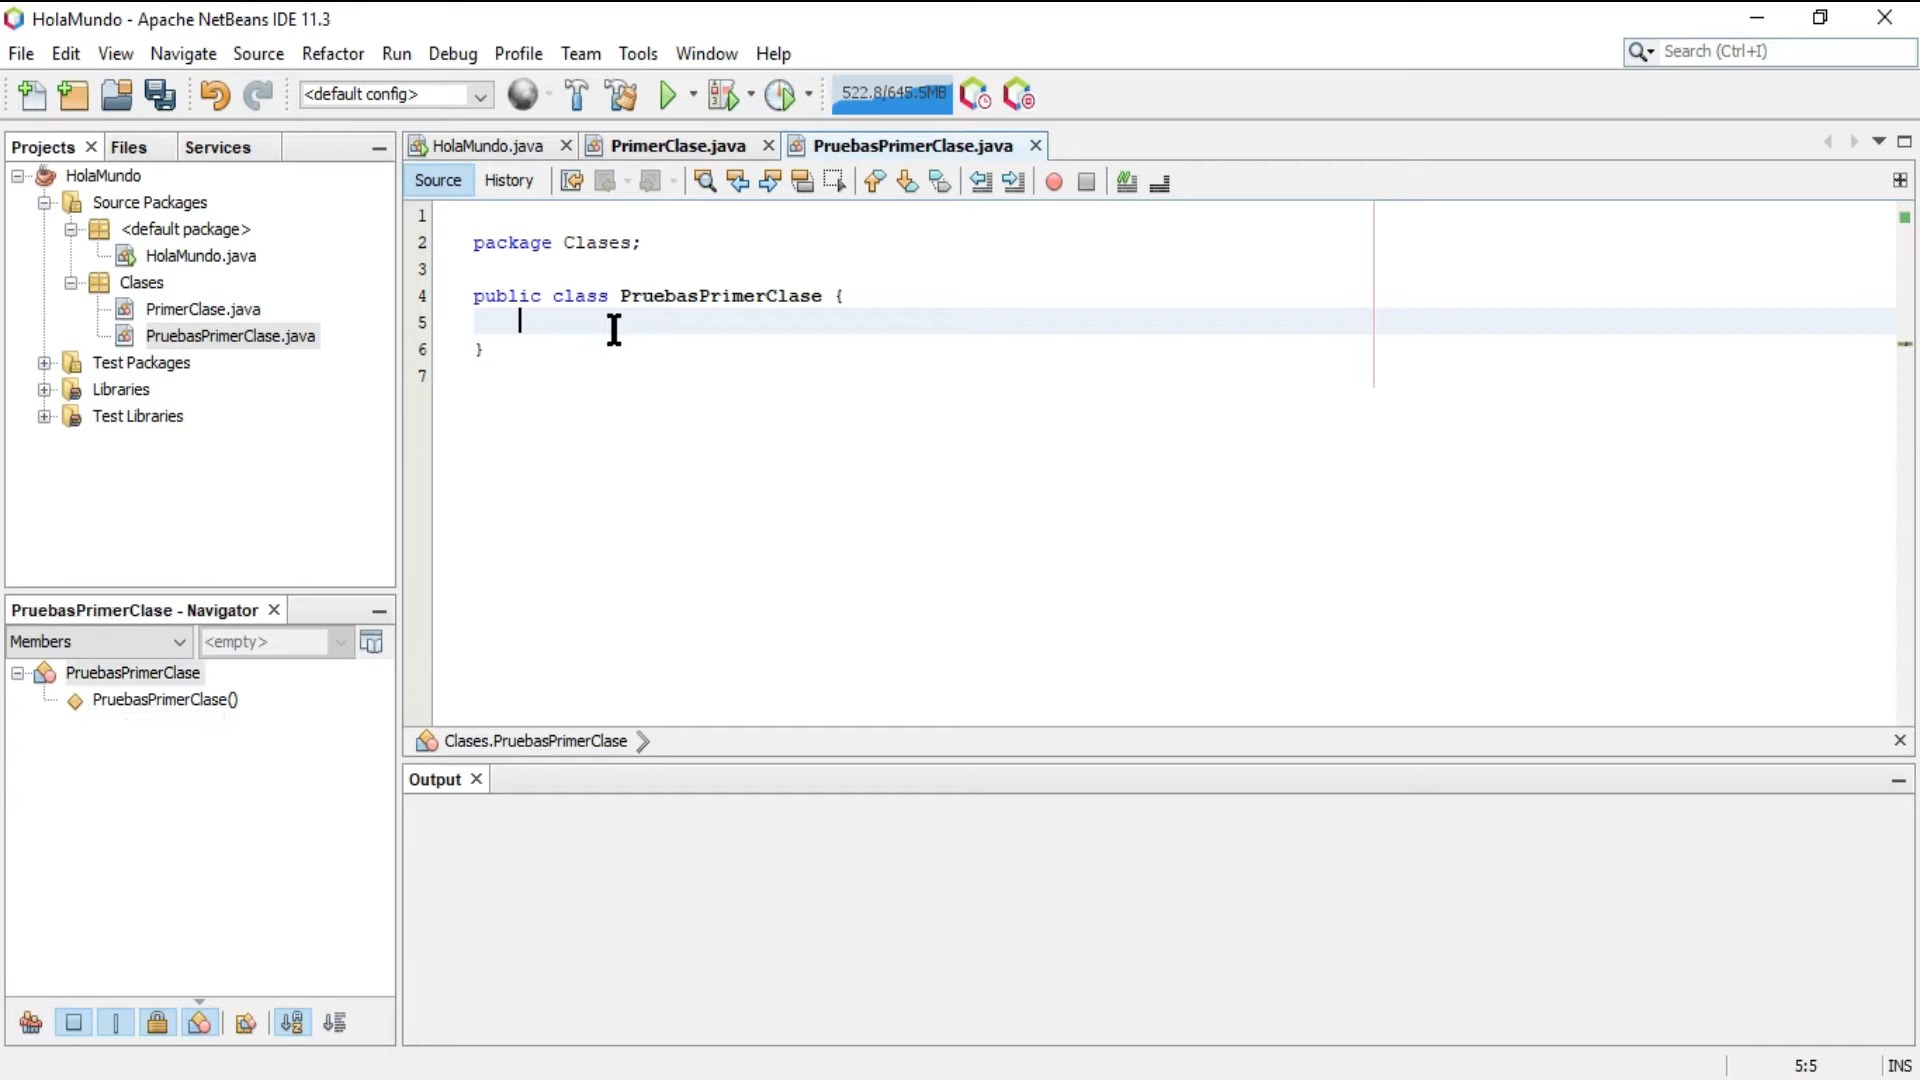 HolaMundo - Apache NetBeans IDE 11.3
File Edit View Navigate Source Refactor Run Debug Profile Team Tools Window Help
Search (Ctrl+I)
<default config>
522.8/645.5MB
Projects Files Services
HolaMundo
Source Packages
<default package>
HolaMundo.java
Clases
PrimerClase.java
PruebasPrimerClase.java
Test Packages
Libraries
Test Libraries
HolaMundo.java PrimerClase.java PruebasPrimerClase.java
Source History
1
2 package Clases;
3
4 public class PruebasPrimerClase {
5
6 }
7
Clases.PruebasPrimerClase
PruebasPrimerClase - Navigator
Members <empty>
PruebasPrimerClase
PruebasPrimerClase()
Output
5:5 INS